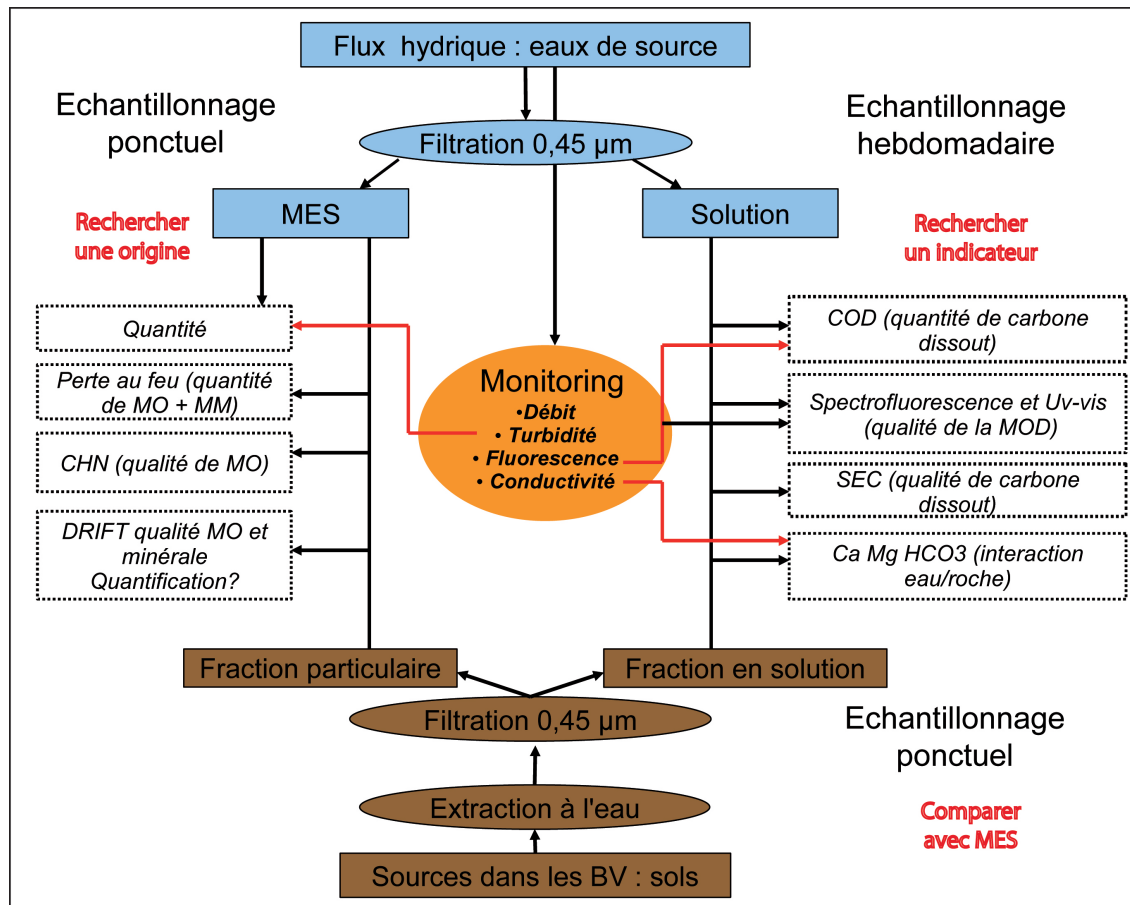 Flux hydrique : eaux de source
Echantillonnage
ponctuel
Echantillonnage
hebdomadaire
Filtration 0,45 µm
MES
Solution
Rechercher
une origine
Rechercher
un indicateur
Quantité
Perte au feu (quantité
de MO + MM)
CHN (qualité de MO)
DRIFT qualité MO et
minérale
Quantification?
Monitoring
•Débit
• Turbidité
• Fluorescence
• Conductivité
COD (quantité de carbone
dissout)
Spectrofluorescence et Uv-vis
(qualité de la MOD)
SEC (qualité de carbone
dissout)
Ca Mg HCO3 (interaction
eau/roche)
Fraction particulaire
Fraction en solution
Filtration 0,45 µm
Extraction à l'eau
Sources dans les BV : sols
Echantillonnage
ponctuel
Comparer
avec MES